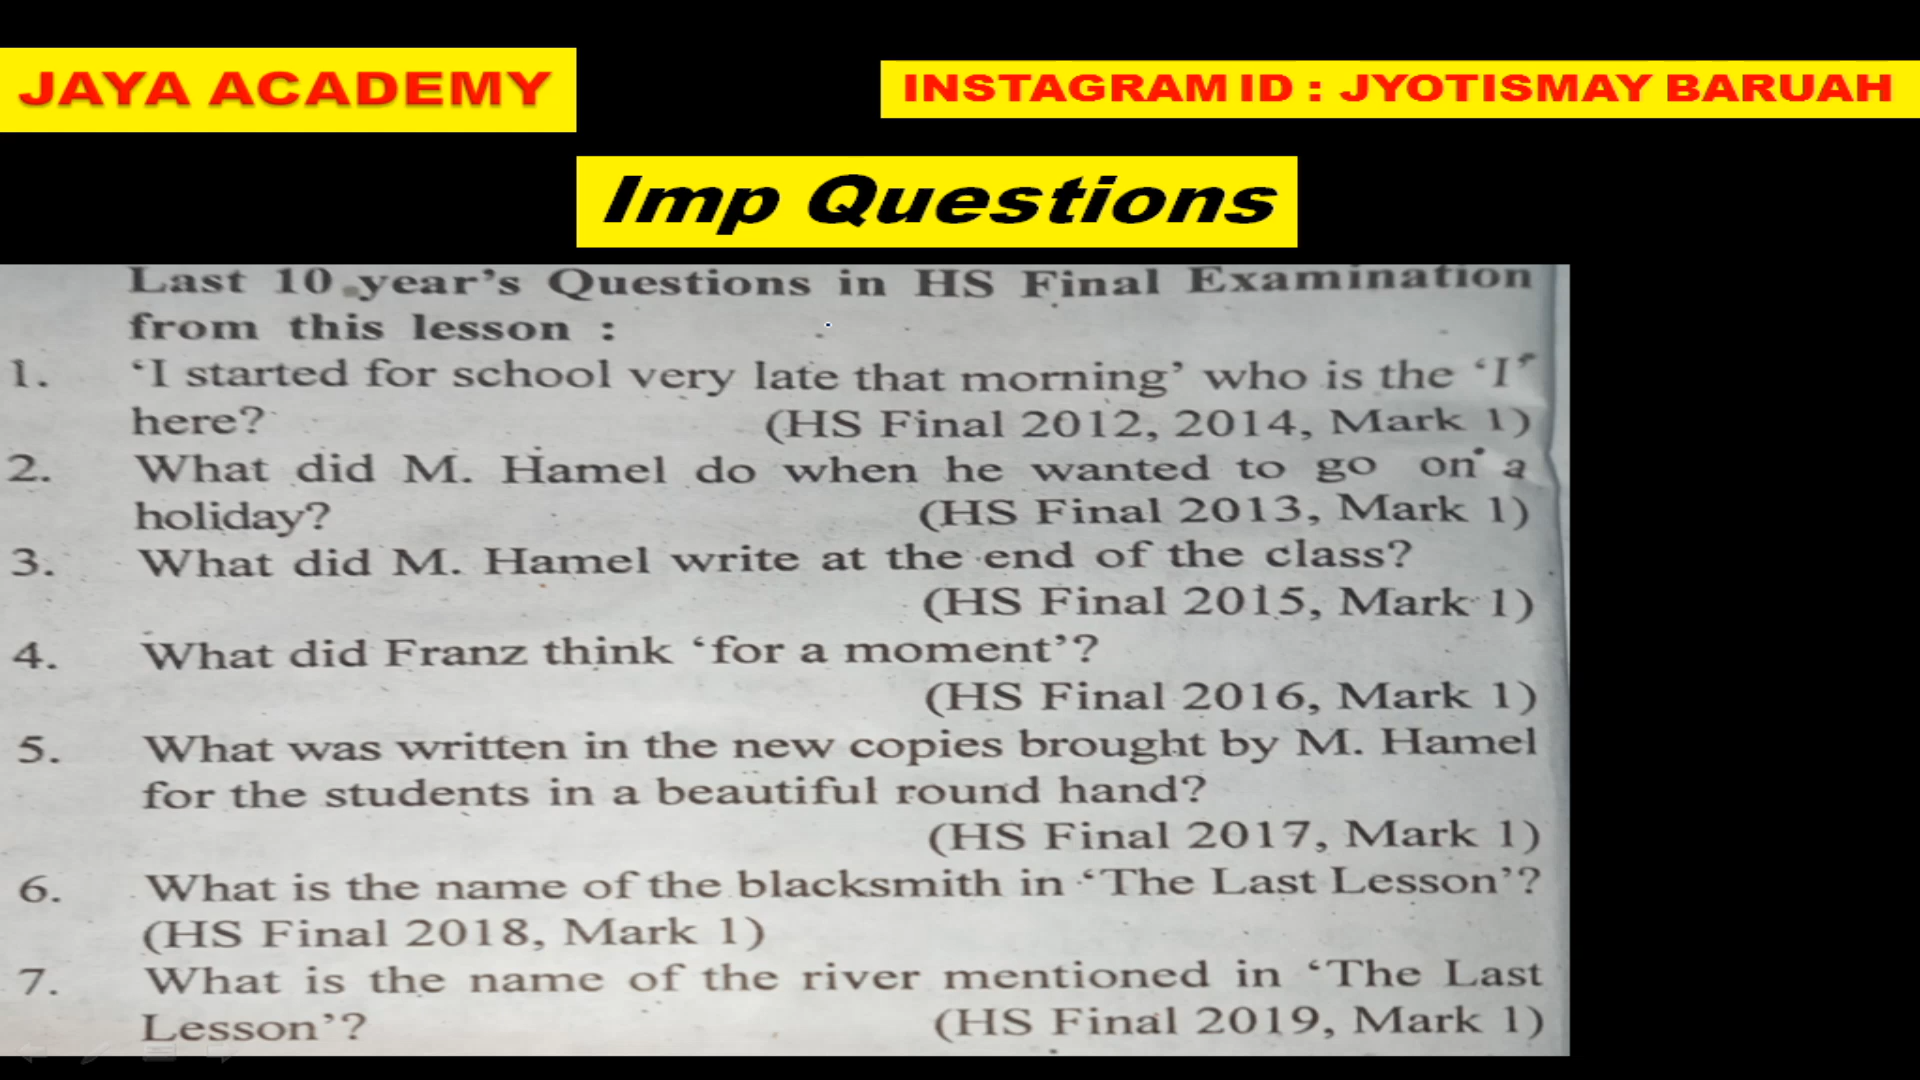 JAYA ACADEMY
INSTAGRAM ID : JYOTISMAY BARUAH
Imp Questions
Last 10 year's Questions in HS Final Examination
from this lesson :
1. 'I started for school very late that morning' who is the 'I'
here? (HS Final 2012, 2014, Mark 1)
2. What did M. Hamel do when he wanted to go on a
holiday? (HS Final 2013, Mark 1)
3. What did M. Hamel write at the end of the class?
(HS Final 2015, Mark 1)
4. What did Franz think 'for a moment'?
(HS Final 2016, Mark 1)
5. What was written in the new copies brought by M. Hamel
for the students in a beautiful round hand?
(HS Final 2017, Mark 1)
6. What is the name of the blacksmith in 'The Last Lesson'?
(HS Final 2018, Mark 1)
7. What is the name of the river mentioned in 'The Last
Lesson'? (HS Final 2019, Mark 1)